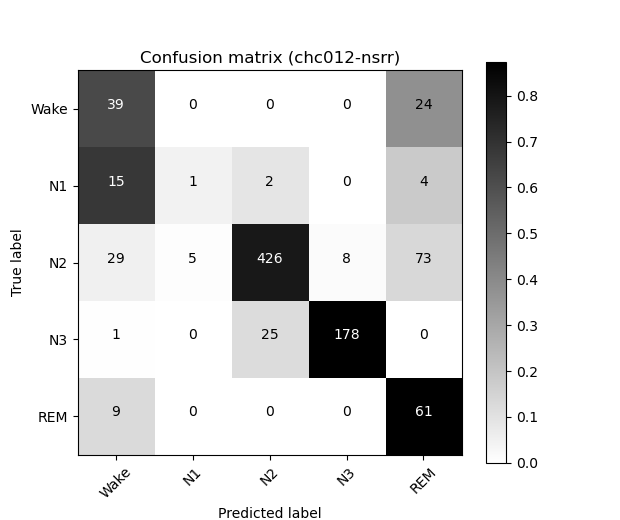 Confusion matrix (chc012-nsrr)
True label
Wake 39 0 0 0 24
N1 15 1 2 0 4
N2 29 5 426 8 73
N3 1 0 25 178 0
REM 9 0 0 0 61
Wake N1 N2 N3 REM
Predicted label
0.8
0.7
0.6
0.5
0.4
0.3
0.2
0.1
0.0